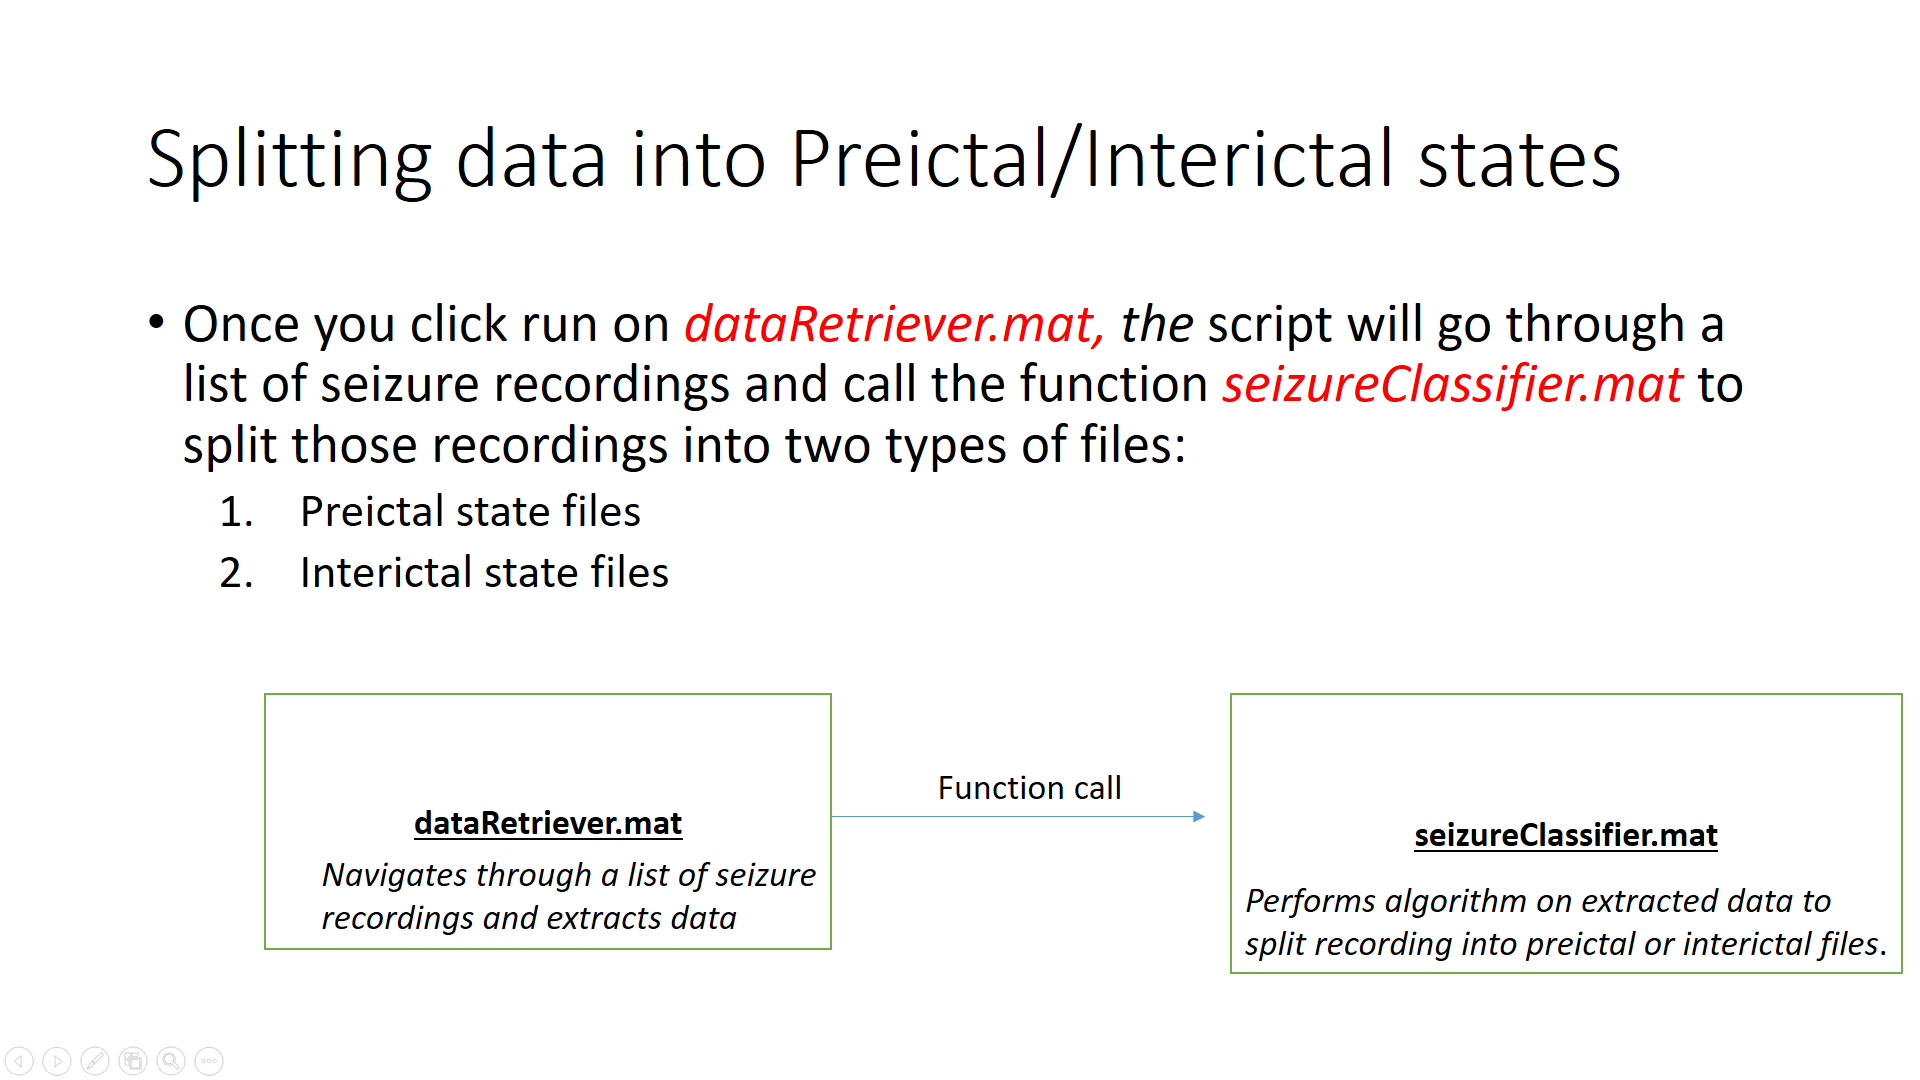 Splitting data into Preictal/Interictal states
• Once you click run on dataRetriever.mat, the script will go through a
list of seizure recordings and call the function seizureClassifier.mat to
split those recordings into two types of files:
1. Preictal state files
2. Interictal state files
Function call
dataRetriever.mat
Navigates through a list of seizure
recordings and extracts data
seizureClassifier.mat
Performs algorithm on extracted data to
split recording into preictal or interictal files.